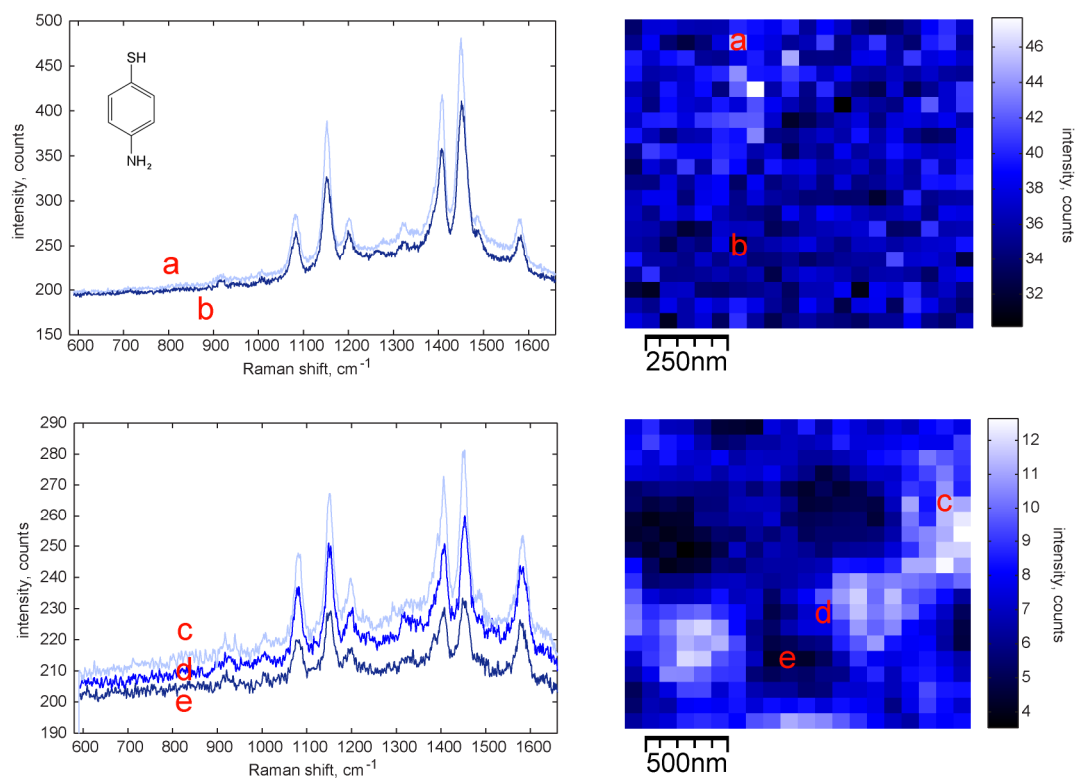 500
450
400
350
300
250
200
150
intensity, counts
SH
NH2
a
b
600 700 800 900 1000 1100 1200 1300 1400 1500 1600
Raman shift, cm-1
a
b
250nm
46
44
42
40
38
36
34
32
intensity, counts
290
280
270
260
250
240
230
220
210
200
190
intensity, counts
c
d
e
600 700 800 900 1000 1100 1200 1300 1400 1500 1600
Raman shift, cm-1
c
d
e
500nm
12
11
10
9
8
7
6
5
4
intensity, counts